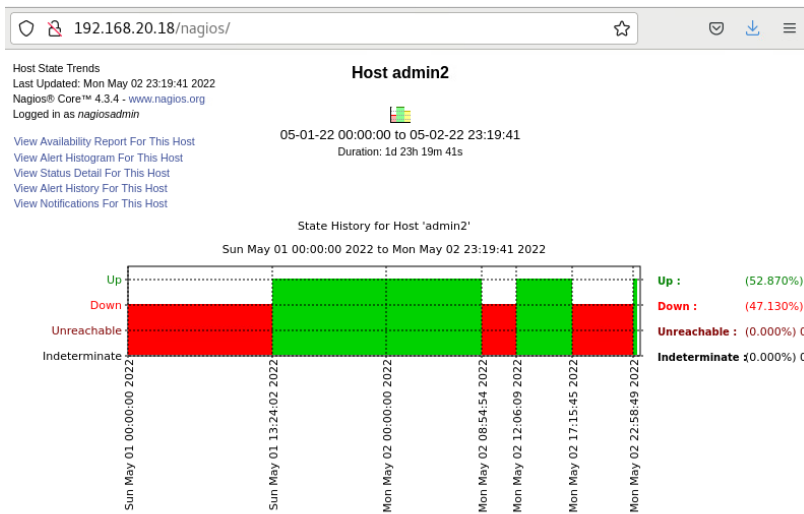 192.168.20.18/nagios/
Host State Trends
Last Updated: Mon May 02 23:19:41 2022
Nagios® Core™ 4.3.4 - www.nagios.org
Logged in as nagiosadmin
View Availability Report For This Host
View Alert Histogram For This Host
View Status Detail For This Host
View Alert History For This Host
View Notifications For This Host
Host admin2
05-01-22 00:00:00 to 05-02-22 23:19:41
Duration: 1d 23h 19m 41s
State History for Host 'admin2'
Sun May 01 00:00:00 2022 to Mon May 02 23:19:41 2022
Up
Down
Unreachable
Indeterminate
Up : (52.870%)
Down : (47.130%)
Unreachable : (0.000%) 0
Indeterminate : (0.000%) 0
Sun May 01 00:00:00 2022
Sun May 01 13:24:02 2022
Mon May 02 00:00:00 2022
Mon May 02 08:54:54 2022
Mon May 02 12:06:09 2022
Mon May 02 17:15:45 2022
Mon May 02 22:58:49 2022